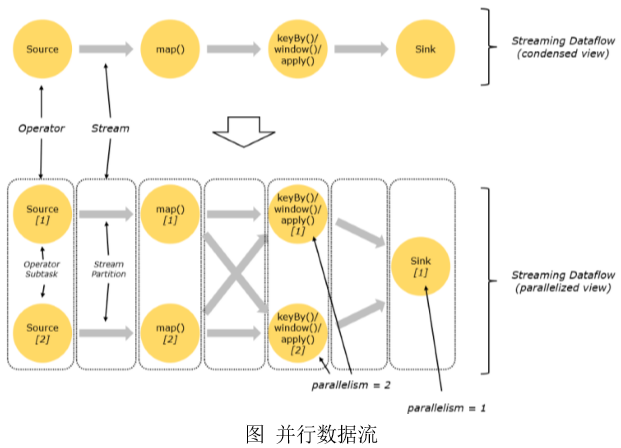 Source
map()
keyBy()/
window()/
apply()
Sink
Streaming Dataflow
(condensed view)
Operator
Stream
Source
[1]
map()
[1]
keyBy()/
window()/
apply()
[1]
Operator
Subtask
Stream
Partition
Sink
[1]
Streaming Dataflow
(parallelized view)
Source
[2]
map()
[2]
keyBy()/
window()/
apply()
[2]
parallelism = 2
parallelism = 1
图 并行数据流